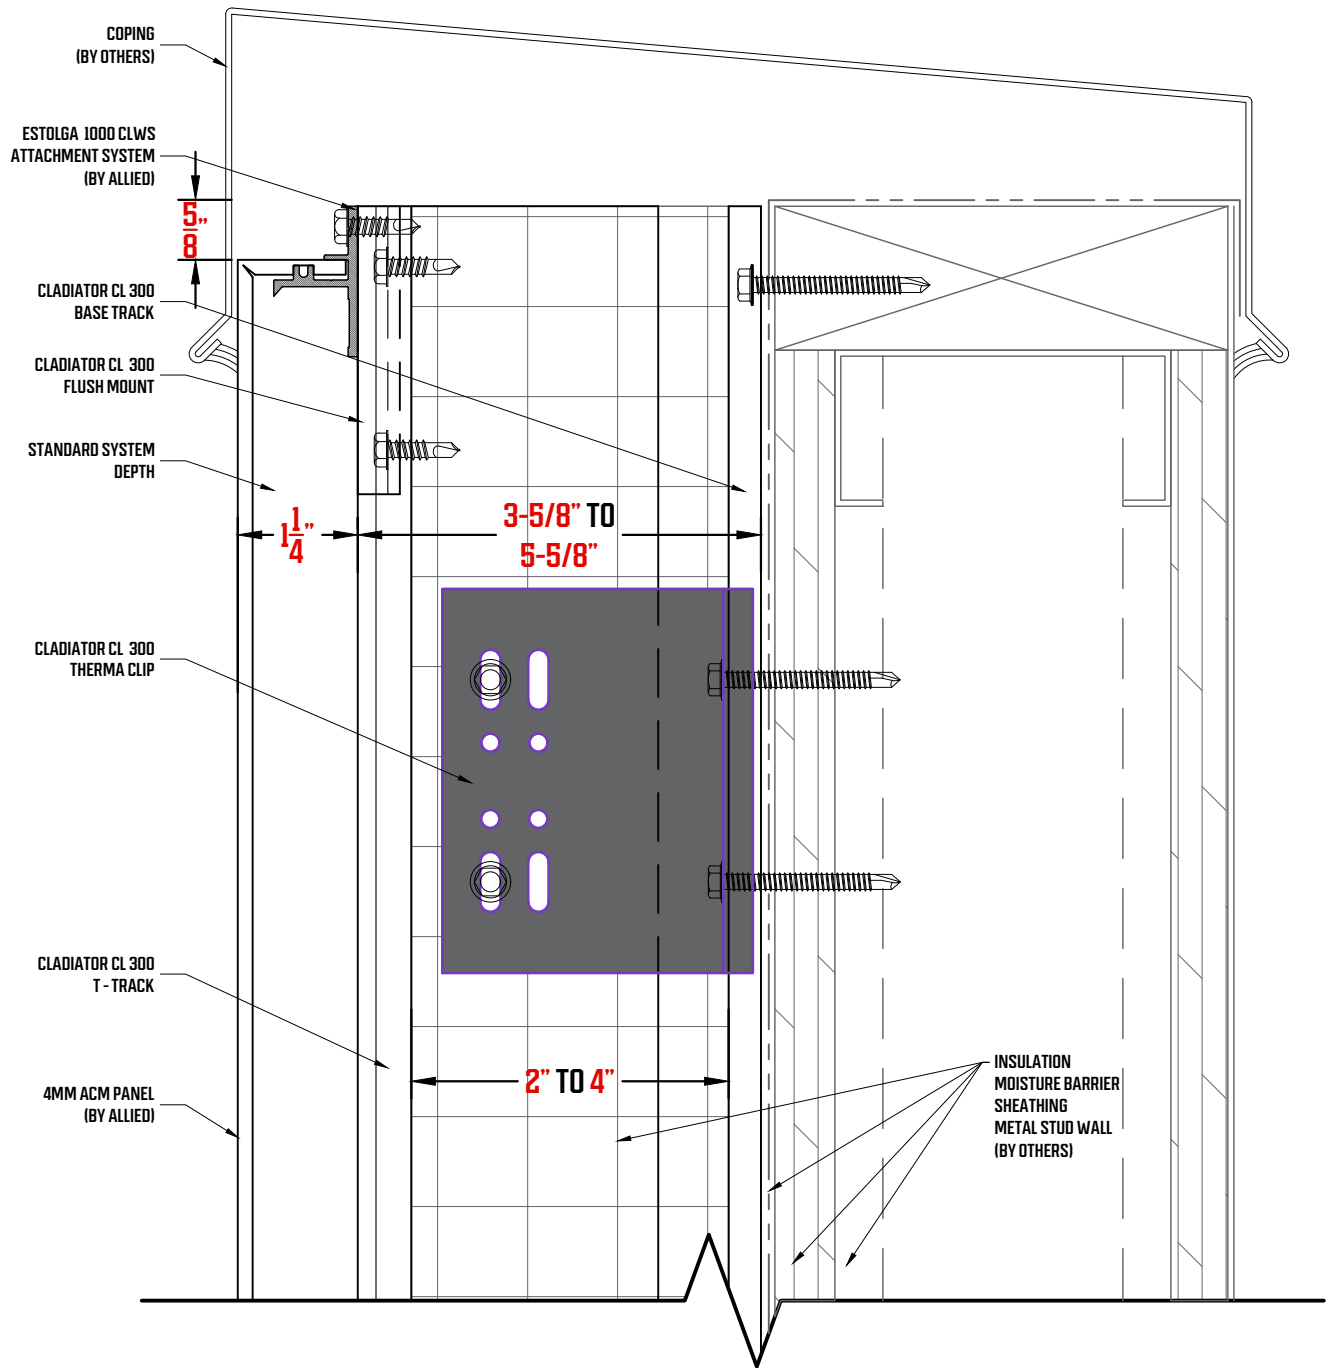 COPING
(BY OTHERS)
ESTOLGA 1000 CLWS
ATTACHMENT SYSTEM
(BY ALLIED)
5/8"
CLADIATOR CL 300
BASE TRACK
CLADIATOR CL 300
FLUSH MOUNT
STANDARD SYSTEM
DEPTH
1 1/4"
3-5/8" TO
5-5/8"
CLADIATOR CL 300
THERMA CLIP
CLADIATOR CL 300
T - TRACK
2" TO 4"
4MM ACM PANEL
(BY ALLIED)
INSULATION
MOISTURE BARRIER
SHEATHING
METAL STUD WALL
(BY OTHERS)